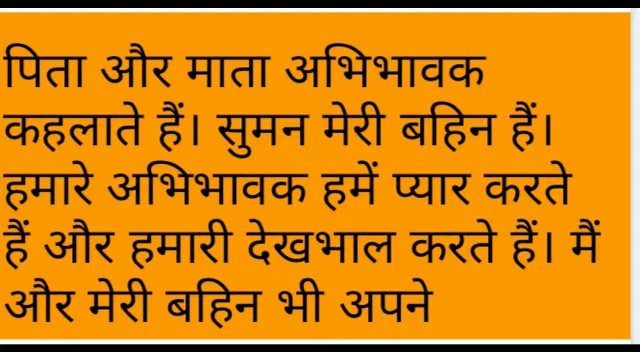 पिता और माता अभिभावक
कहलाते हैं। सुमन मेरी बहिन हैं।
हमारे अभिभावक हमें प्यार करते
हैं और हमारी देखभाल करते हैं। मैं
और मेरी बहिन भी अपने